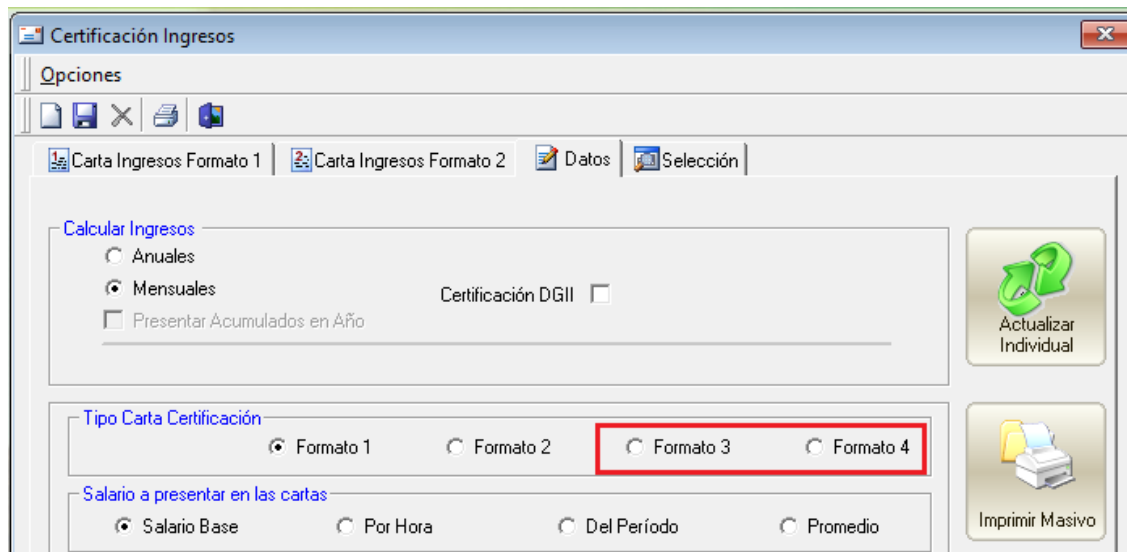 Certificación Ingresos
Opciones
Carta Ingresos Formato 1
Carta Ingresos Formato 2
Datos
Selección
Calcular Ingresos
Anuales
Mensuales
Certificación DGII
Presentar Acumulados en Año
Actualizar
Individual
Tipo Carta Certificación
Formato 1
Formato 2
Formato 3
Formato 4
Salario a presentar en las cartas
Salario Base
Por Hora
Del Período
Promedio
Imprimir Masivo